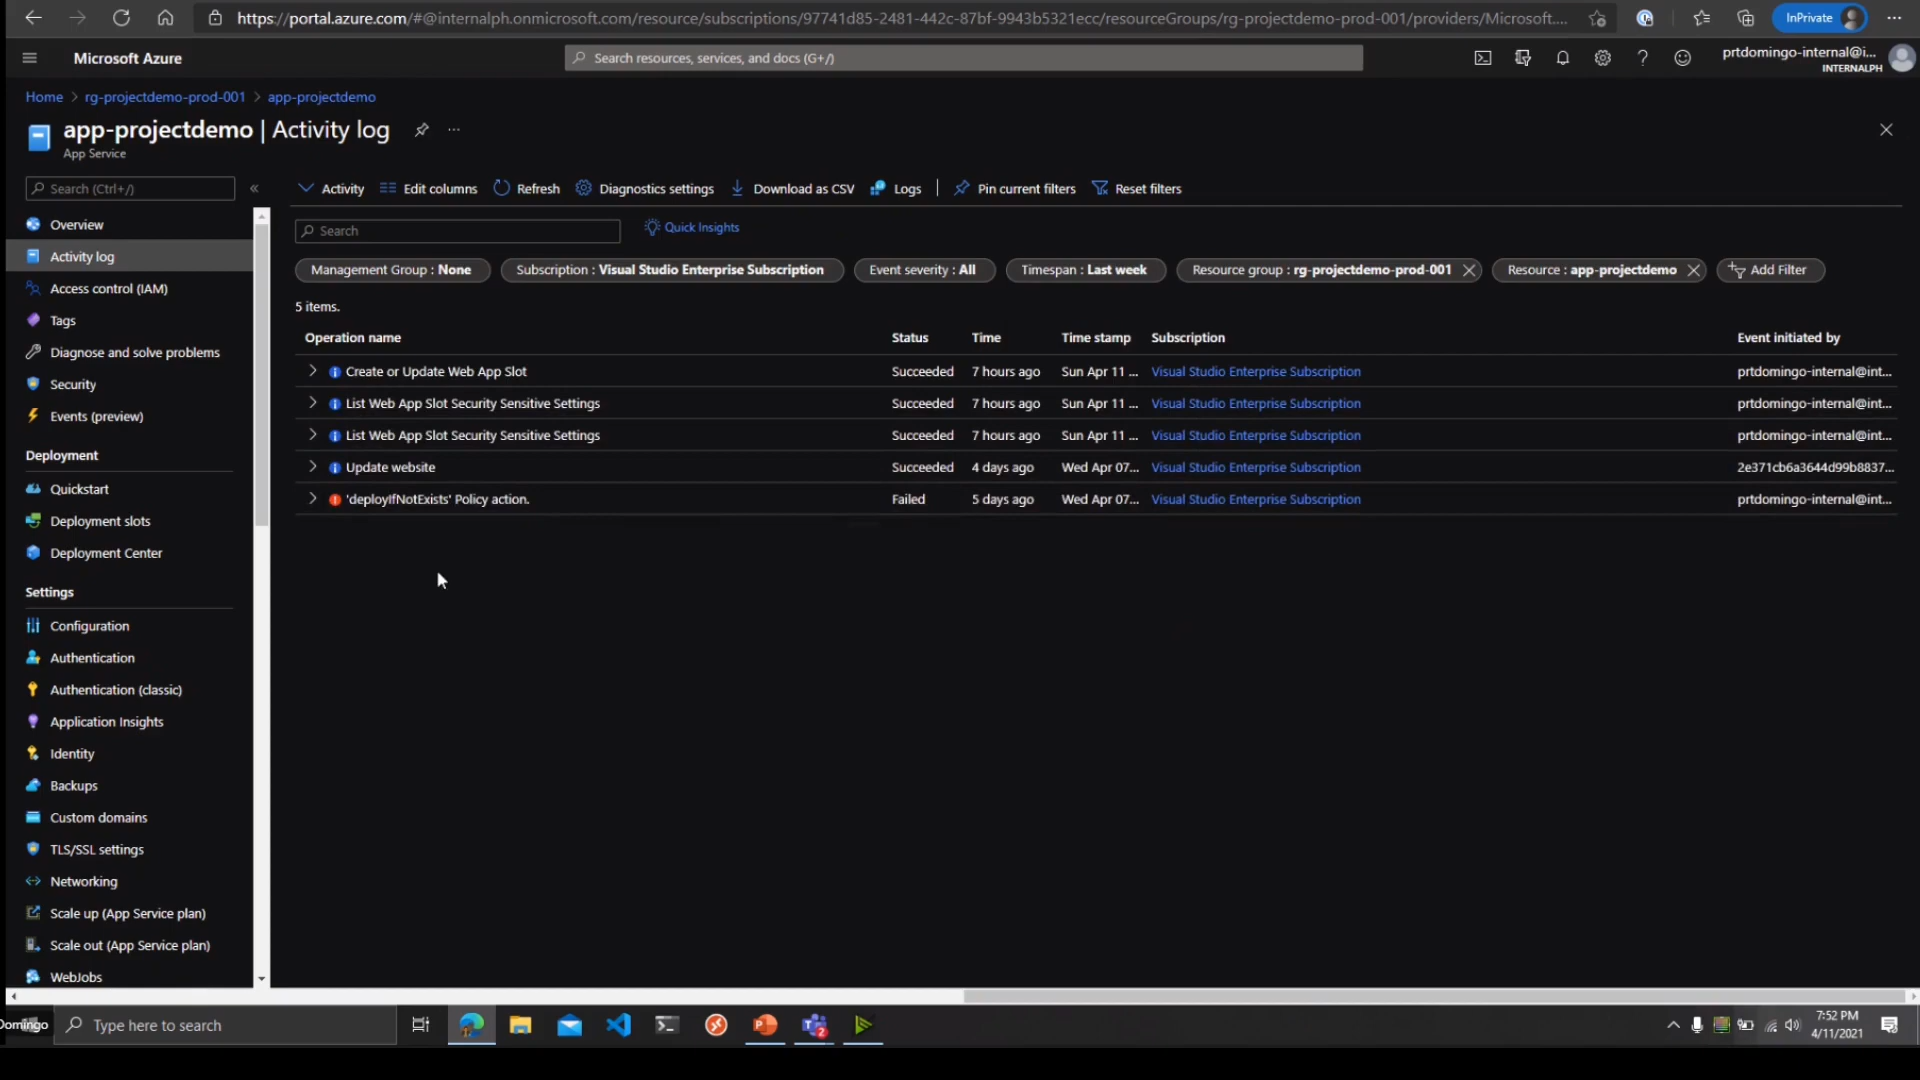 https://portal.azure.com/#@internalph.onmicrosoft.com/resource/subscriptions/97741d85-2481-442c-87bf-9943b5321ecc/resourceGroups/rg-projectdemo-prod-001/providers/Microsoft....
InPrivate
Microsoft Azure
Search resources, services, and docs (G+/)
prtdomingo-internal@i...
INTERNALPH
Home > rg-projectdemo-prod-001 > app-projectdemo
app-projectdemo | Activity log
App Service
Search (Ctrl+/)
Overview
Activity log
Access control (IAM)
Tags
Diagnose and solve problems
Security
Events (preview)
Deployment
Quickstart
Deployment slots
Deployment Center
Settings
Configuration
Authentication
Authentication (classic)
Application Insights
Identity
Backups
Custom domains
TLS/SSL settings
Networking
Scale up (App Service plan)
Scale out (App Service plan)
WebJobs
Activity Edit columns Refresh Diagnostics settings Download as CSV Logs Pin current filters Reset filters
Search
Quick Insights
Management Group : None Subscription : Visual Studio Enterprise Subscription Event severity : All Timespan : Last week Resource group : rg-projectdemo-prod-001 Resource : app-projectdemo Add Filter
5 items.
Operation name Status Time Time stamp Subscription Event initiated by
Create or Update Web App Slot Succeeded 7 hours ago Sun Apr 11 ... Visual Studio Enterprise Subscription prtdomingo-internal@int...
List Web App Slot Security Sensitive Settings Succeeded 7 hours ago Sun Apr 11 ... Visual Studio Enterprise Subscription prtdomingo-internal@int...
List Web App Slot Security Sensitive Settings Succeeded 7 hours ago Sun Apr 11 ... Visual Studio Enterprise Subscription prtdomingo-internal@int...
Update website Succeeded 4 days ago Wed Apr 07... Visual Studio Enterprise Subscription 2e371cb6a3644d99b8837...
'deployIfNotExists' Policy action. Failed 5 days ago Wed Apr 07... Visual Studio Enterprise Subscription prtdomingo-internal@int...
Domingo
Type here to search
2
7:52 PM
4/11/2021